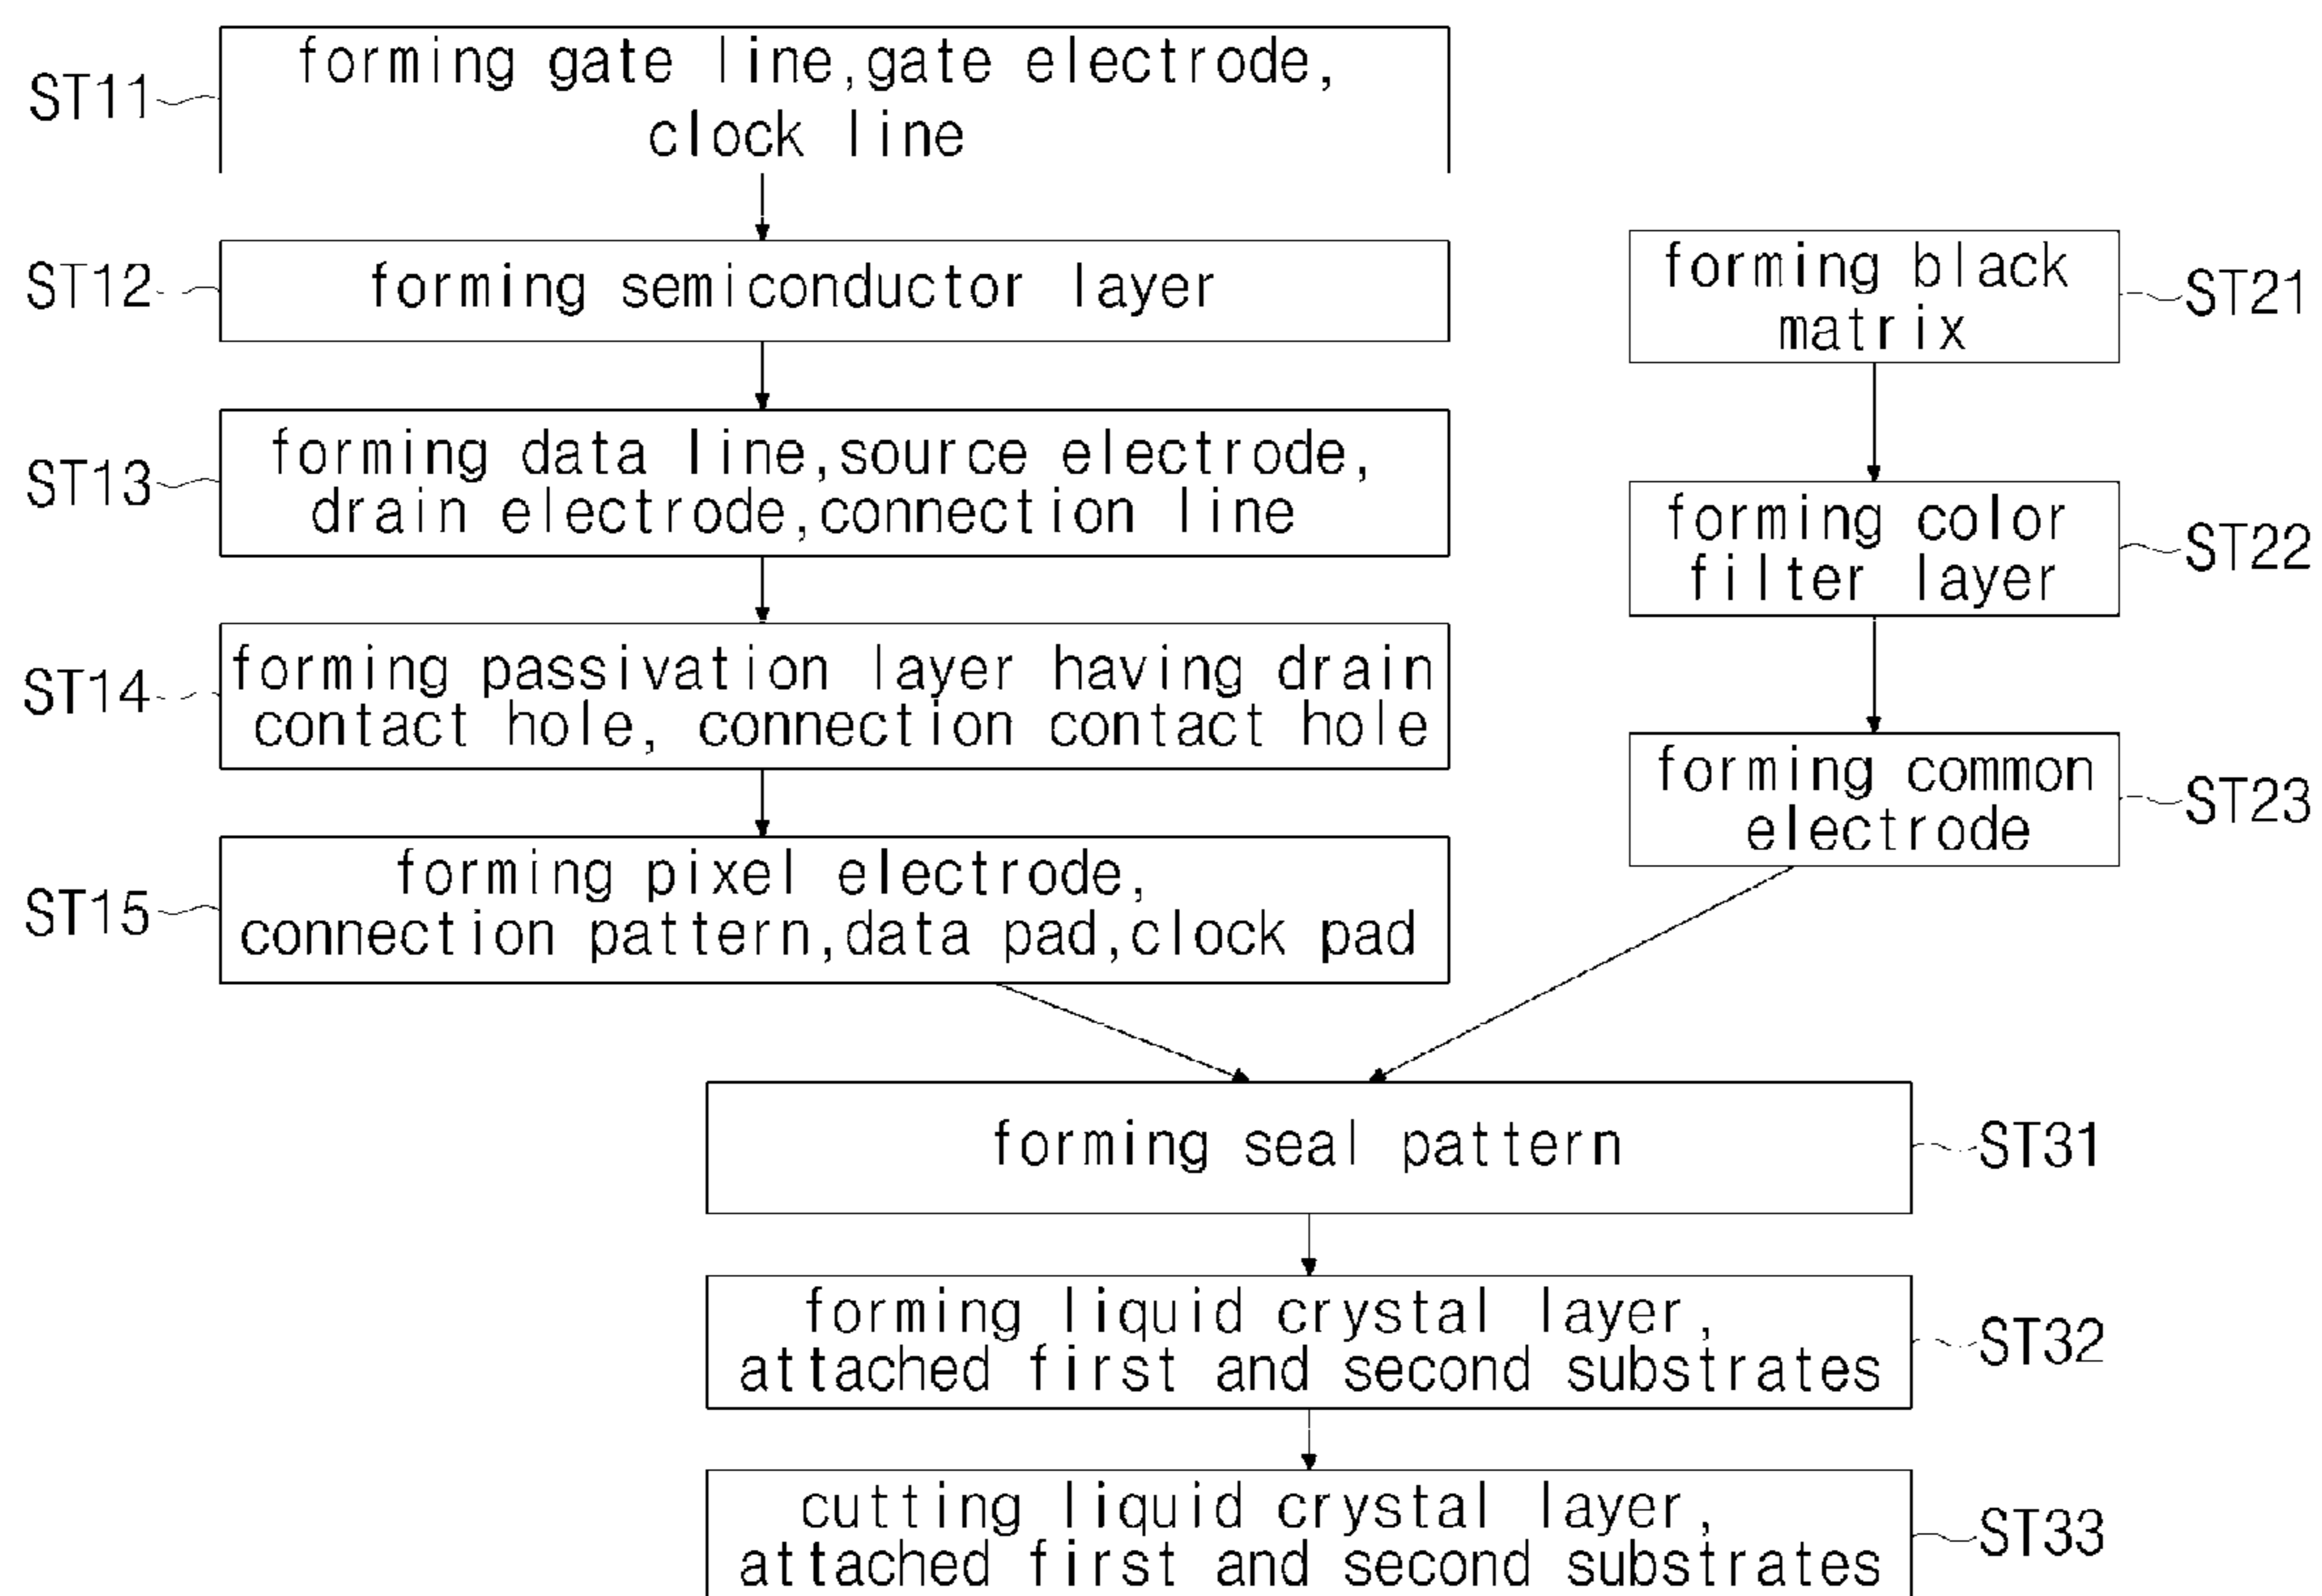 ST11
forming gate line,gate electrode,
clock line
ST12
forming semiconductor layer
ST13
forming data line,source electrode,
drain electrode,connection line
ST14
forming passivation layer having drain
contact hole, connection contact hole
ST15
forming pixel electrode,
connection pattern,data pad,clock pad
forming black
matrix
ST21
forming color
filter layer
ST22
forming common
electrode
ST23
forming seal pattern
ST31
forming liquid crystal layer,
attached first and second substrates
ST32
cutting liquid crystal layer,
attached first and second substrates
ST33